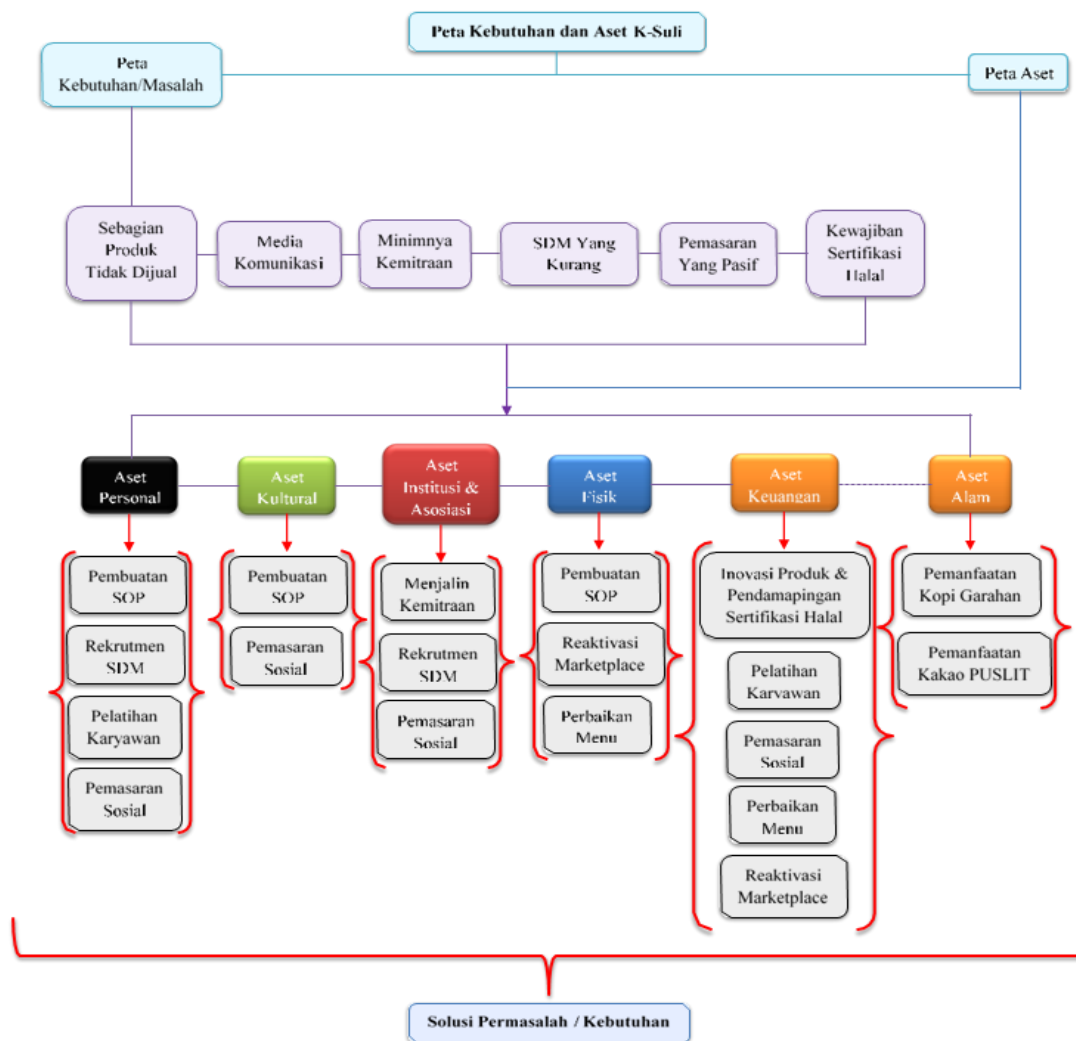 Peta Kebutuhan dan Aset K-Suli
Peta
Kebutuhan/Masalah
Peta Aset
Sebagian
Produk
Tidak Dijual
Media
Komunikasi
Minimnya
Kemitraan
SDM Yang
Kurang
Pemasaran
Yang Pasif
Kewajiban
Sertifikasi
Halal
Aset
Personal
Aset
Kultural
Aset
Institusi &
Asosiasi
Aset
Fisik
Aset
Keuangan
Aset
Alam
Pembuatan
SOP
Rekrutmen
SDM
Pelatihan
Karyawan
Pemasaran
Sosial
Pembuatan
SOP
Pemasaran
Sosial
Menjalin
Kemitraan
Rekrutmen
SDM
Pemasaran
Sosial
Pembuatan
SOP
Reaktivasi
Marketplace
Perbaikan
Menu
Inovasi Produk &
Pendamapingan
Sertifikasi Halal
Pelatihan
Karyawan
Pemasaran
Sosial
Perbaikan
Menu
Reaktivasi
Marketplace
Pemanfaatan
Kopi Garahan
Pemanfaatan
Kakao PUSLIT
Solusi Permasalah / Kebutuhan